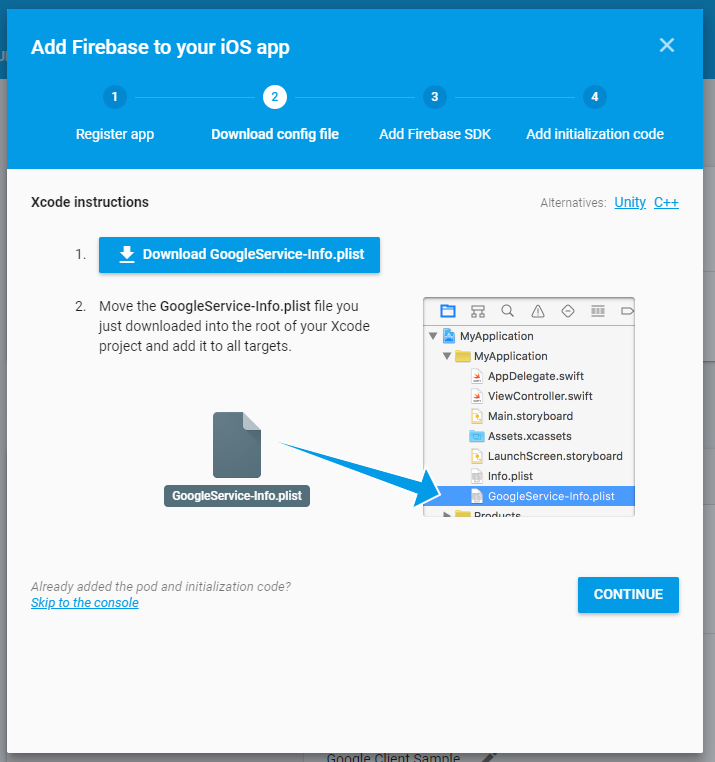 Add Firebase to your iOS app
1
2
3
4
Register app
Download config file
Add Firebase SDK
Add initialization code
Xcode instructions
Alternatives: Unity C++
1. Download GoogleService-Info.plist
2. Move the GoogleService-Info.plist file you
just downloaded into the root of your Xcode
project and add it to all targets.
GoogleService-Info.plist
MyApplication
MyApplication
AppDelegate.swift
ViewController.swift
Main.storyboard
Assets.xcassets
LaunchScreen.storyboard
Info.plist
GoogleService-Info.plist
Products
Already added the pod and initialization code?
Skip to the console
CONTINUE
Google Client Sample